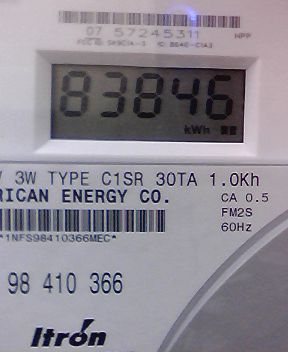 07 57245311 NPP
83846
kWh
3W TYPE C1SR 30TA 1.0Kh
RICAN ENERGY CO. CA 0.5
FM2S
*1NFS98410366MEC* 60Hz
98 410 366
Itron